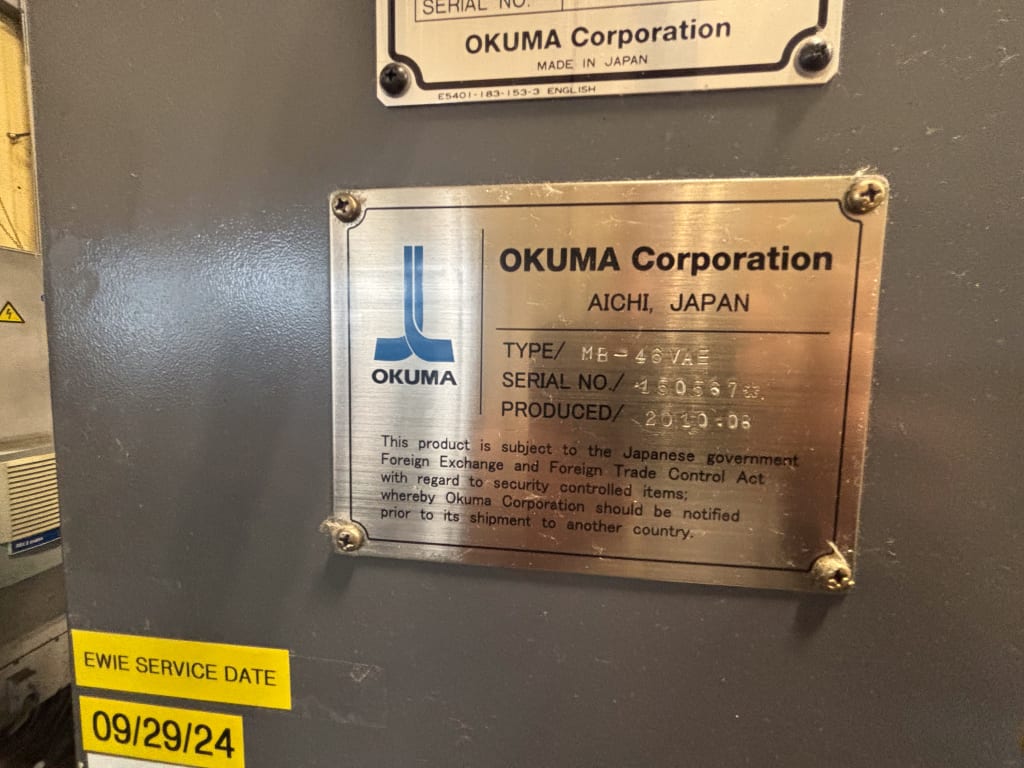 SERIAL NO.
OKUMA Corporation
MADE IN JAPAN
E5401-183-153-3 ENGLISH
OKUMA
OKUMA Corporation
AICHI, JAPAN
TYPE/ MB-46VAE
SERIAL NO./
PRODUCED/ 2010.08
This product is subject to the Japanese government
Foreign Exchange and Foreign Trade Control Act
with regard to security controlled items;
whereby Okuma Corporation should be notified
prior to its shipment to another country.
EWIE SERVICE DATE
09/29/24